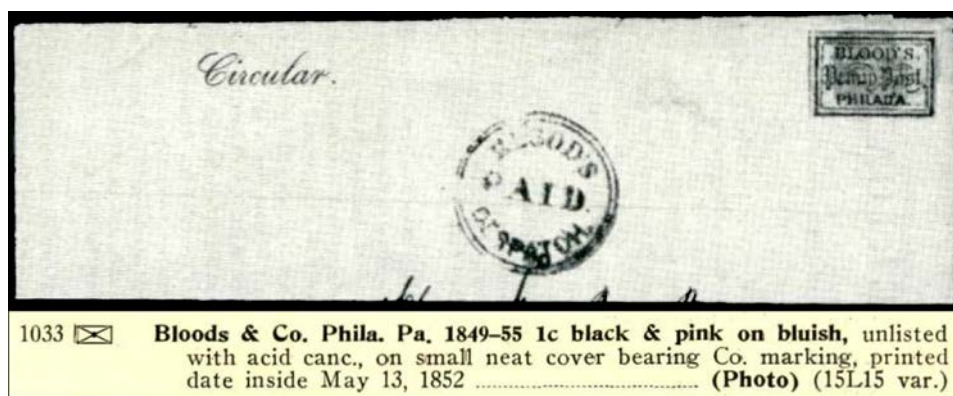 Circular.
BLOOD'S.
Penny Post
PHILAD'A.
BLOOD'S
PAID
DESPATCH
1033 Bloods & Co. Phila. Pa. 1849–55 1c black & pink on bluish, unlisted
with acid canc., on small neat cover bearing Co. marking, printed
date inside May 13, 1852 ........................................ (Photo) (15L15 var.)